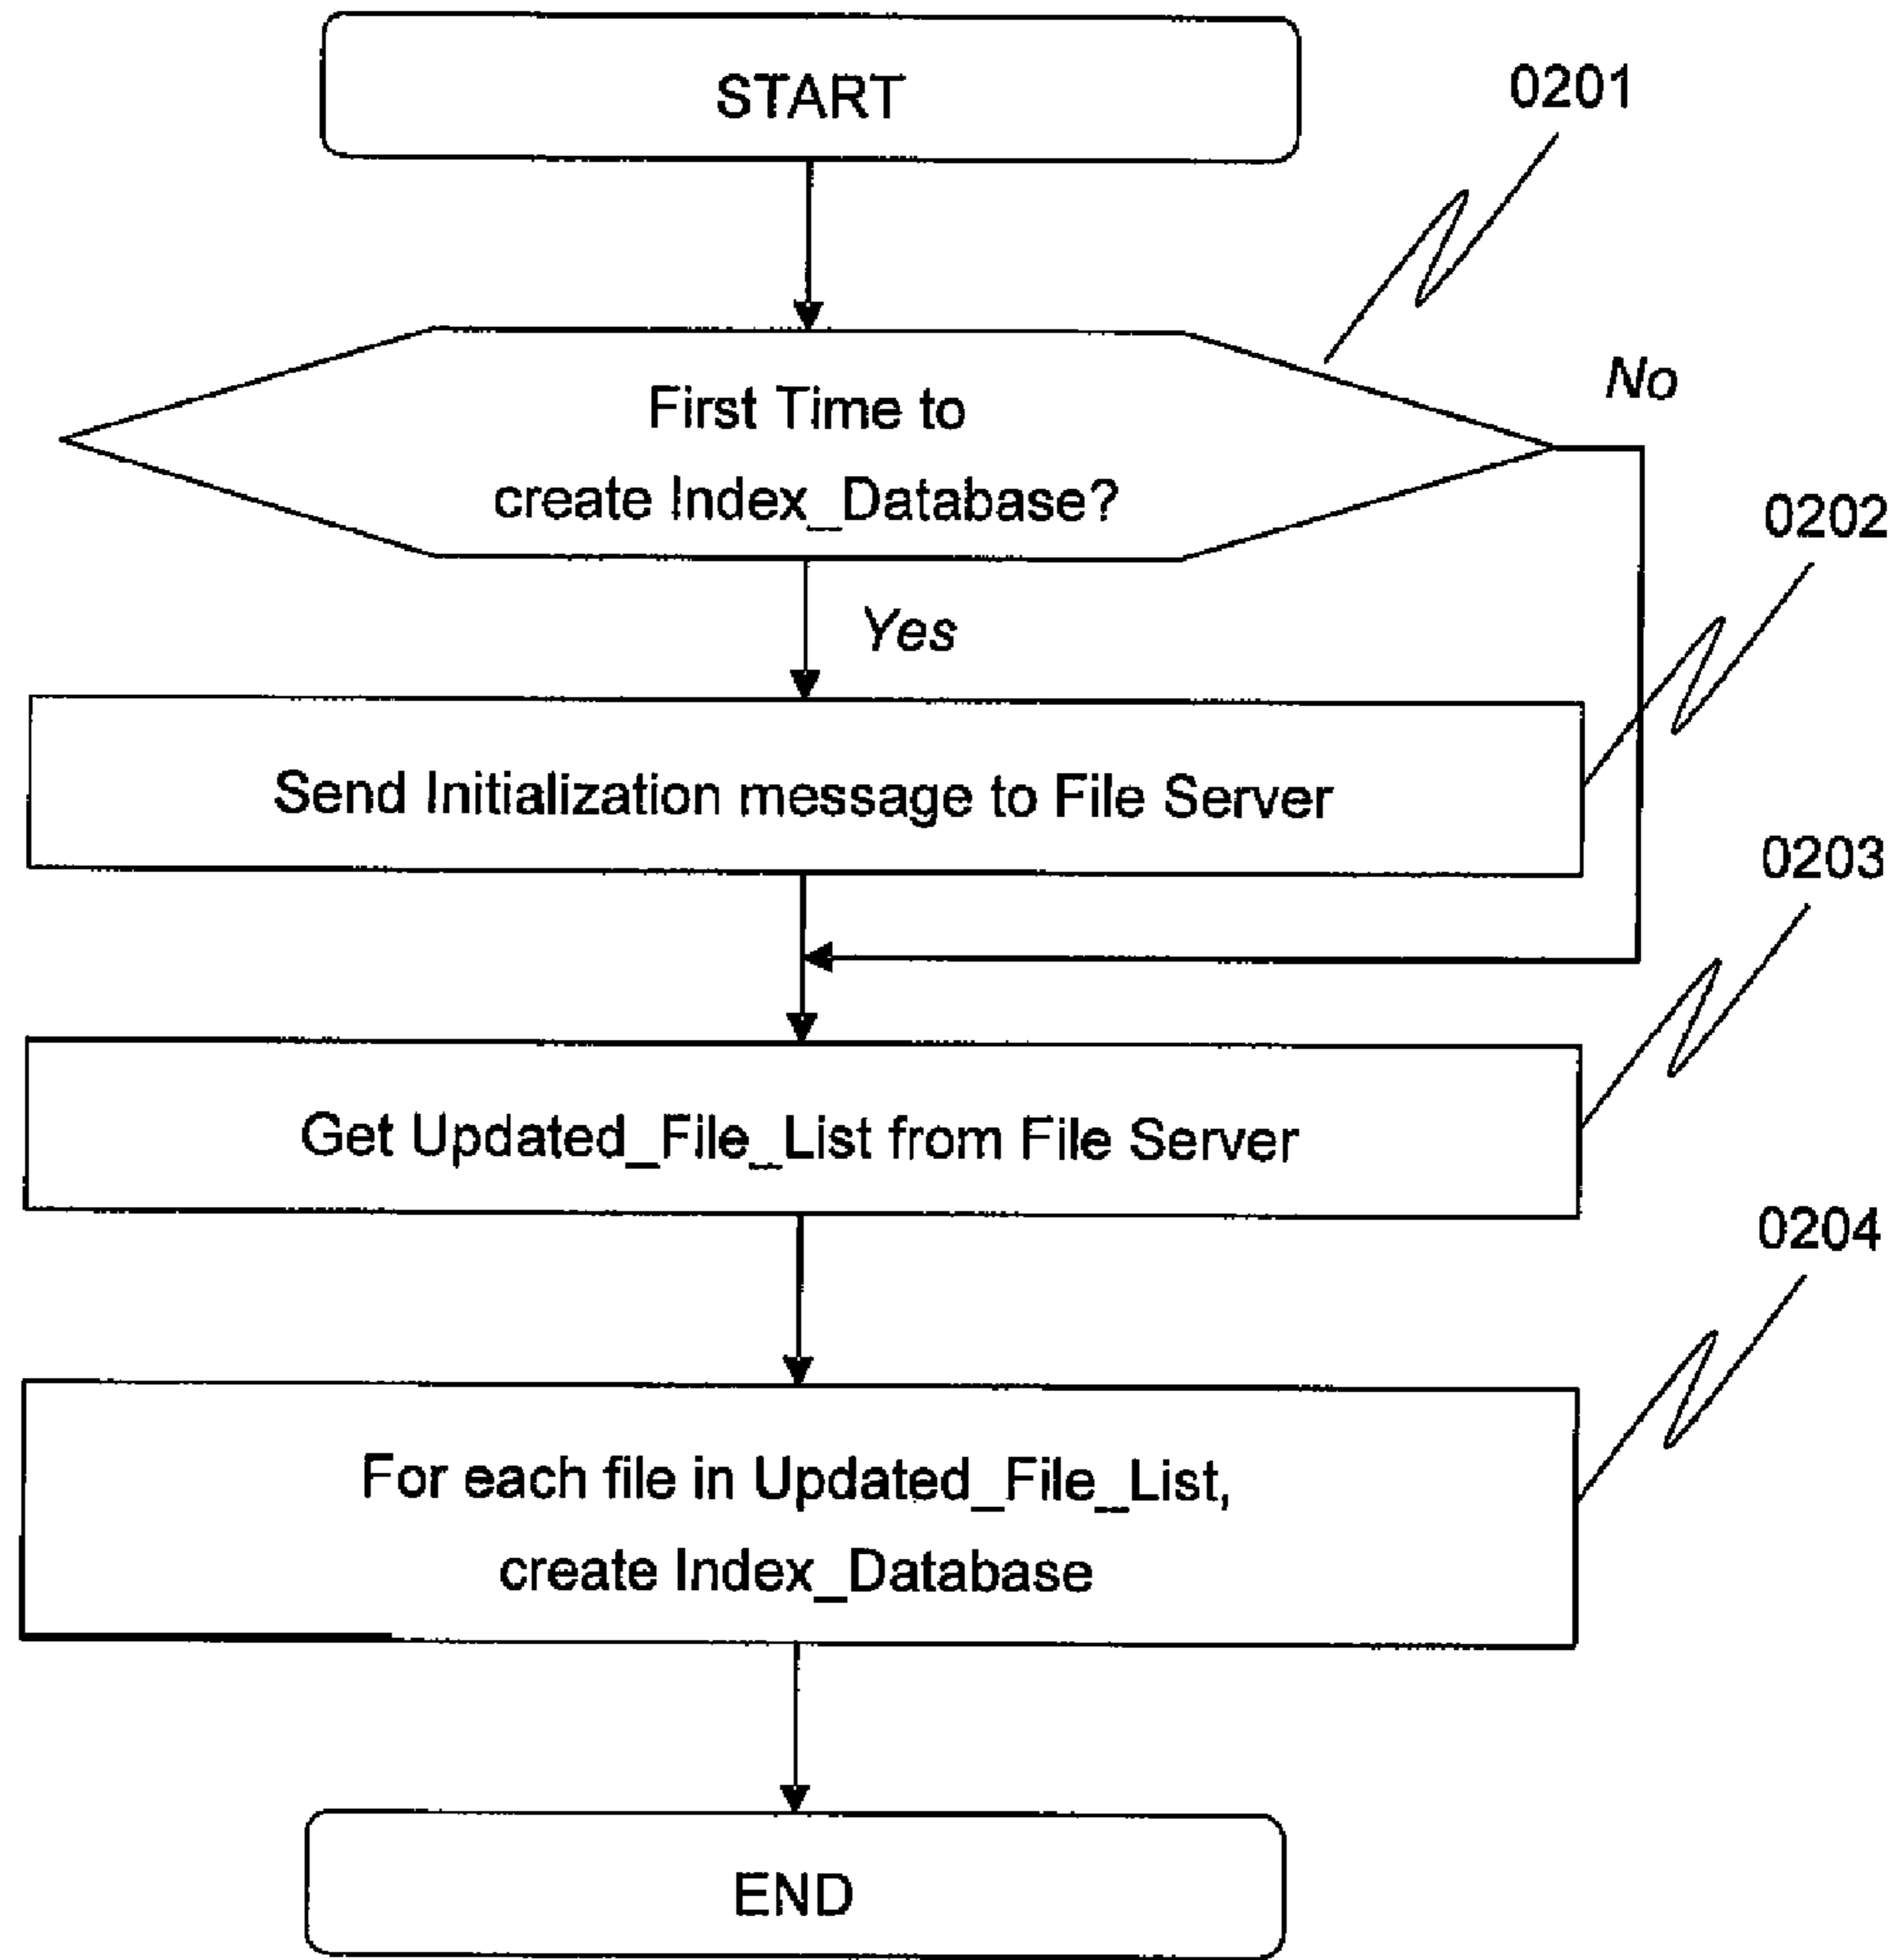 START
0201
First Time to
create Index_Database?
No
Yes
0202
Send Initialization message to File Server
0203
Get Updated_File_List from File Server
0204
For each file in Updated_File_List,
create Index_Database
END